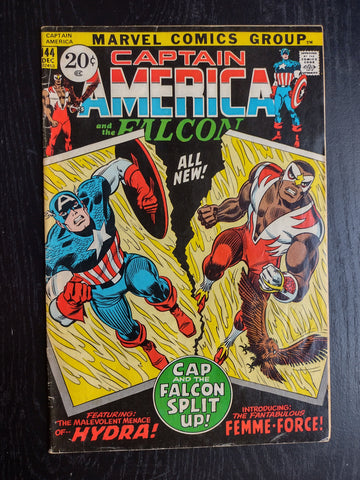 CAPTAIN
AMERICA
MARVEL COMICS GROUP
144
DEC
20¢
CAPTAIN
AMERICA
and the FALCON
ALL
NEW!
CAP
AND THE
FALCON
SPLIT
UP!
FEATURING:
"THE MALEVOLENT MENACE
OF-- HYDRA!
INTRODUCING:
THE FANTABULOUS
FEMME-FORCE!